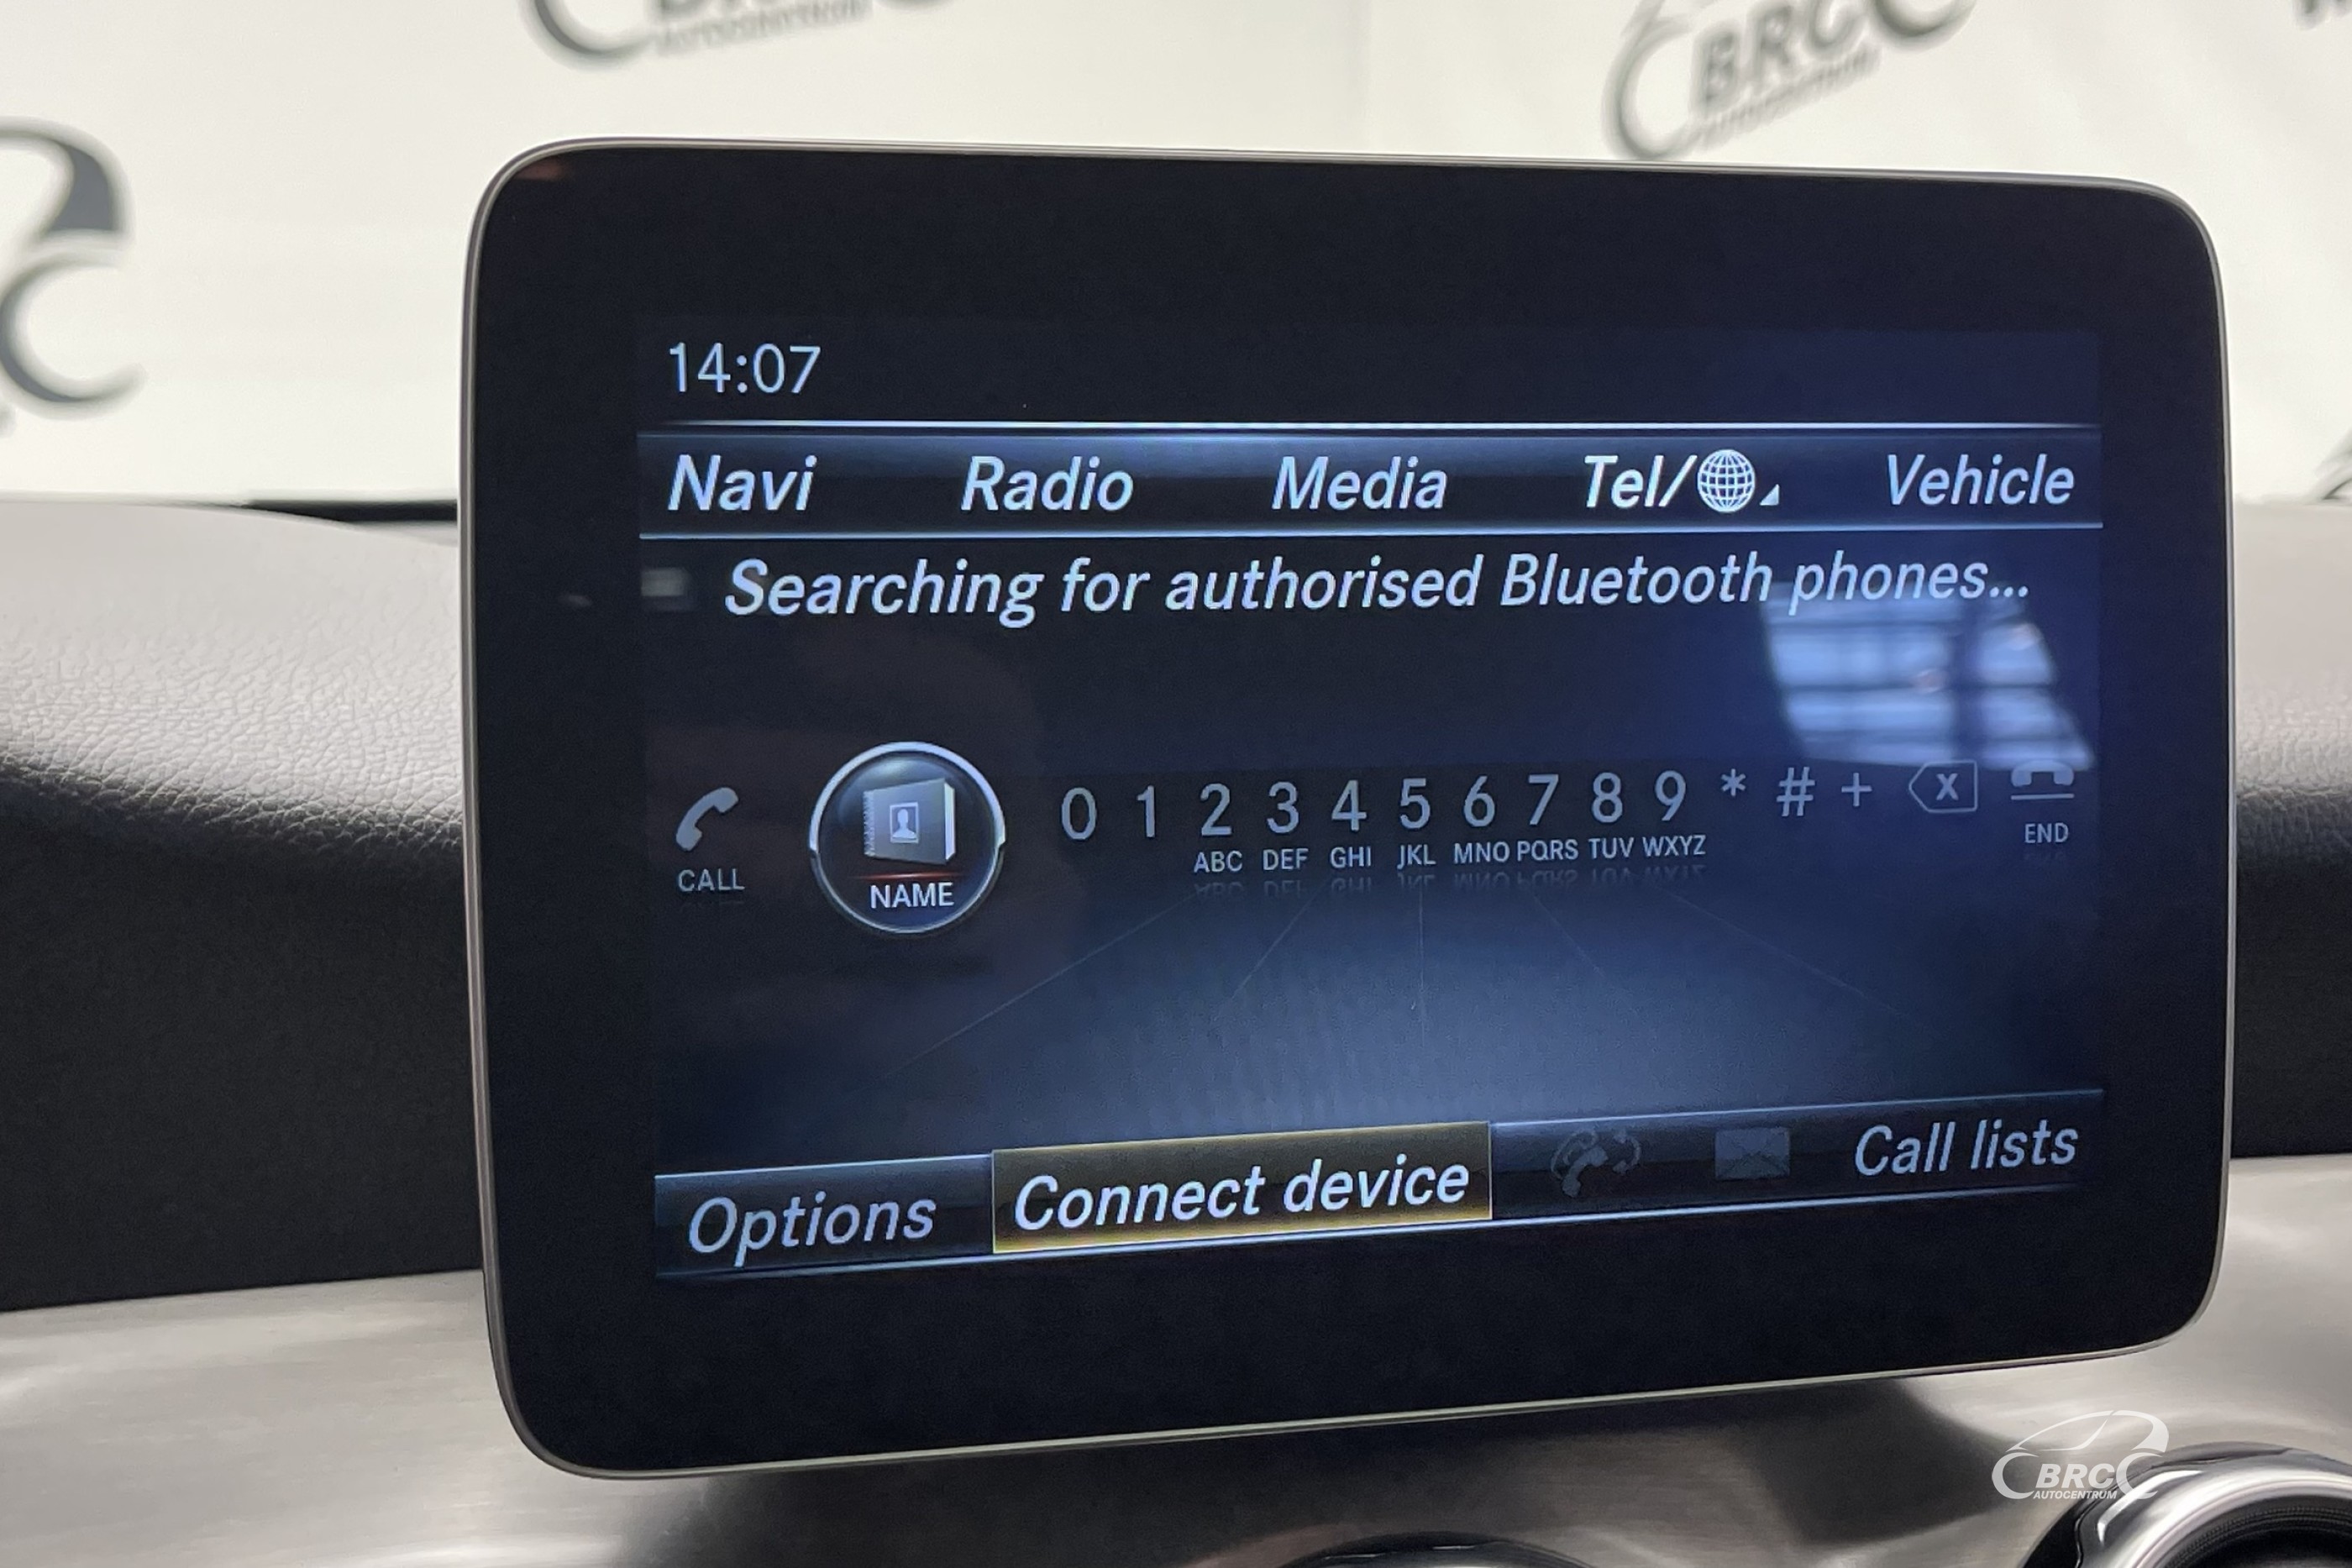 BRC
AUTOCENTRUM
14:07
Navi Radio Media Tel/ Vehicle
Searching for authorised Bluetooth phones...
0 1 2 3 4 5 6 7 8 9 * # + X
ABC DEF GHI JKL MNO PQRS TUV WXYZ
CALL NAME END
Options Connect device Call lists
BRC
AUTOCENTRUM